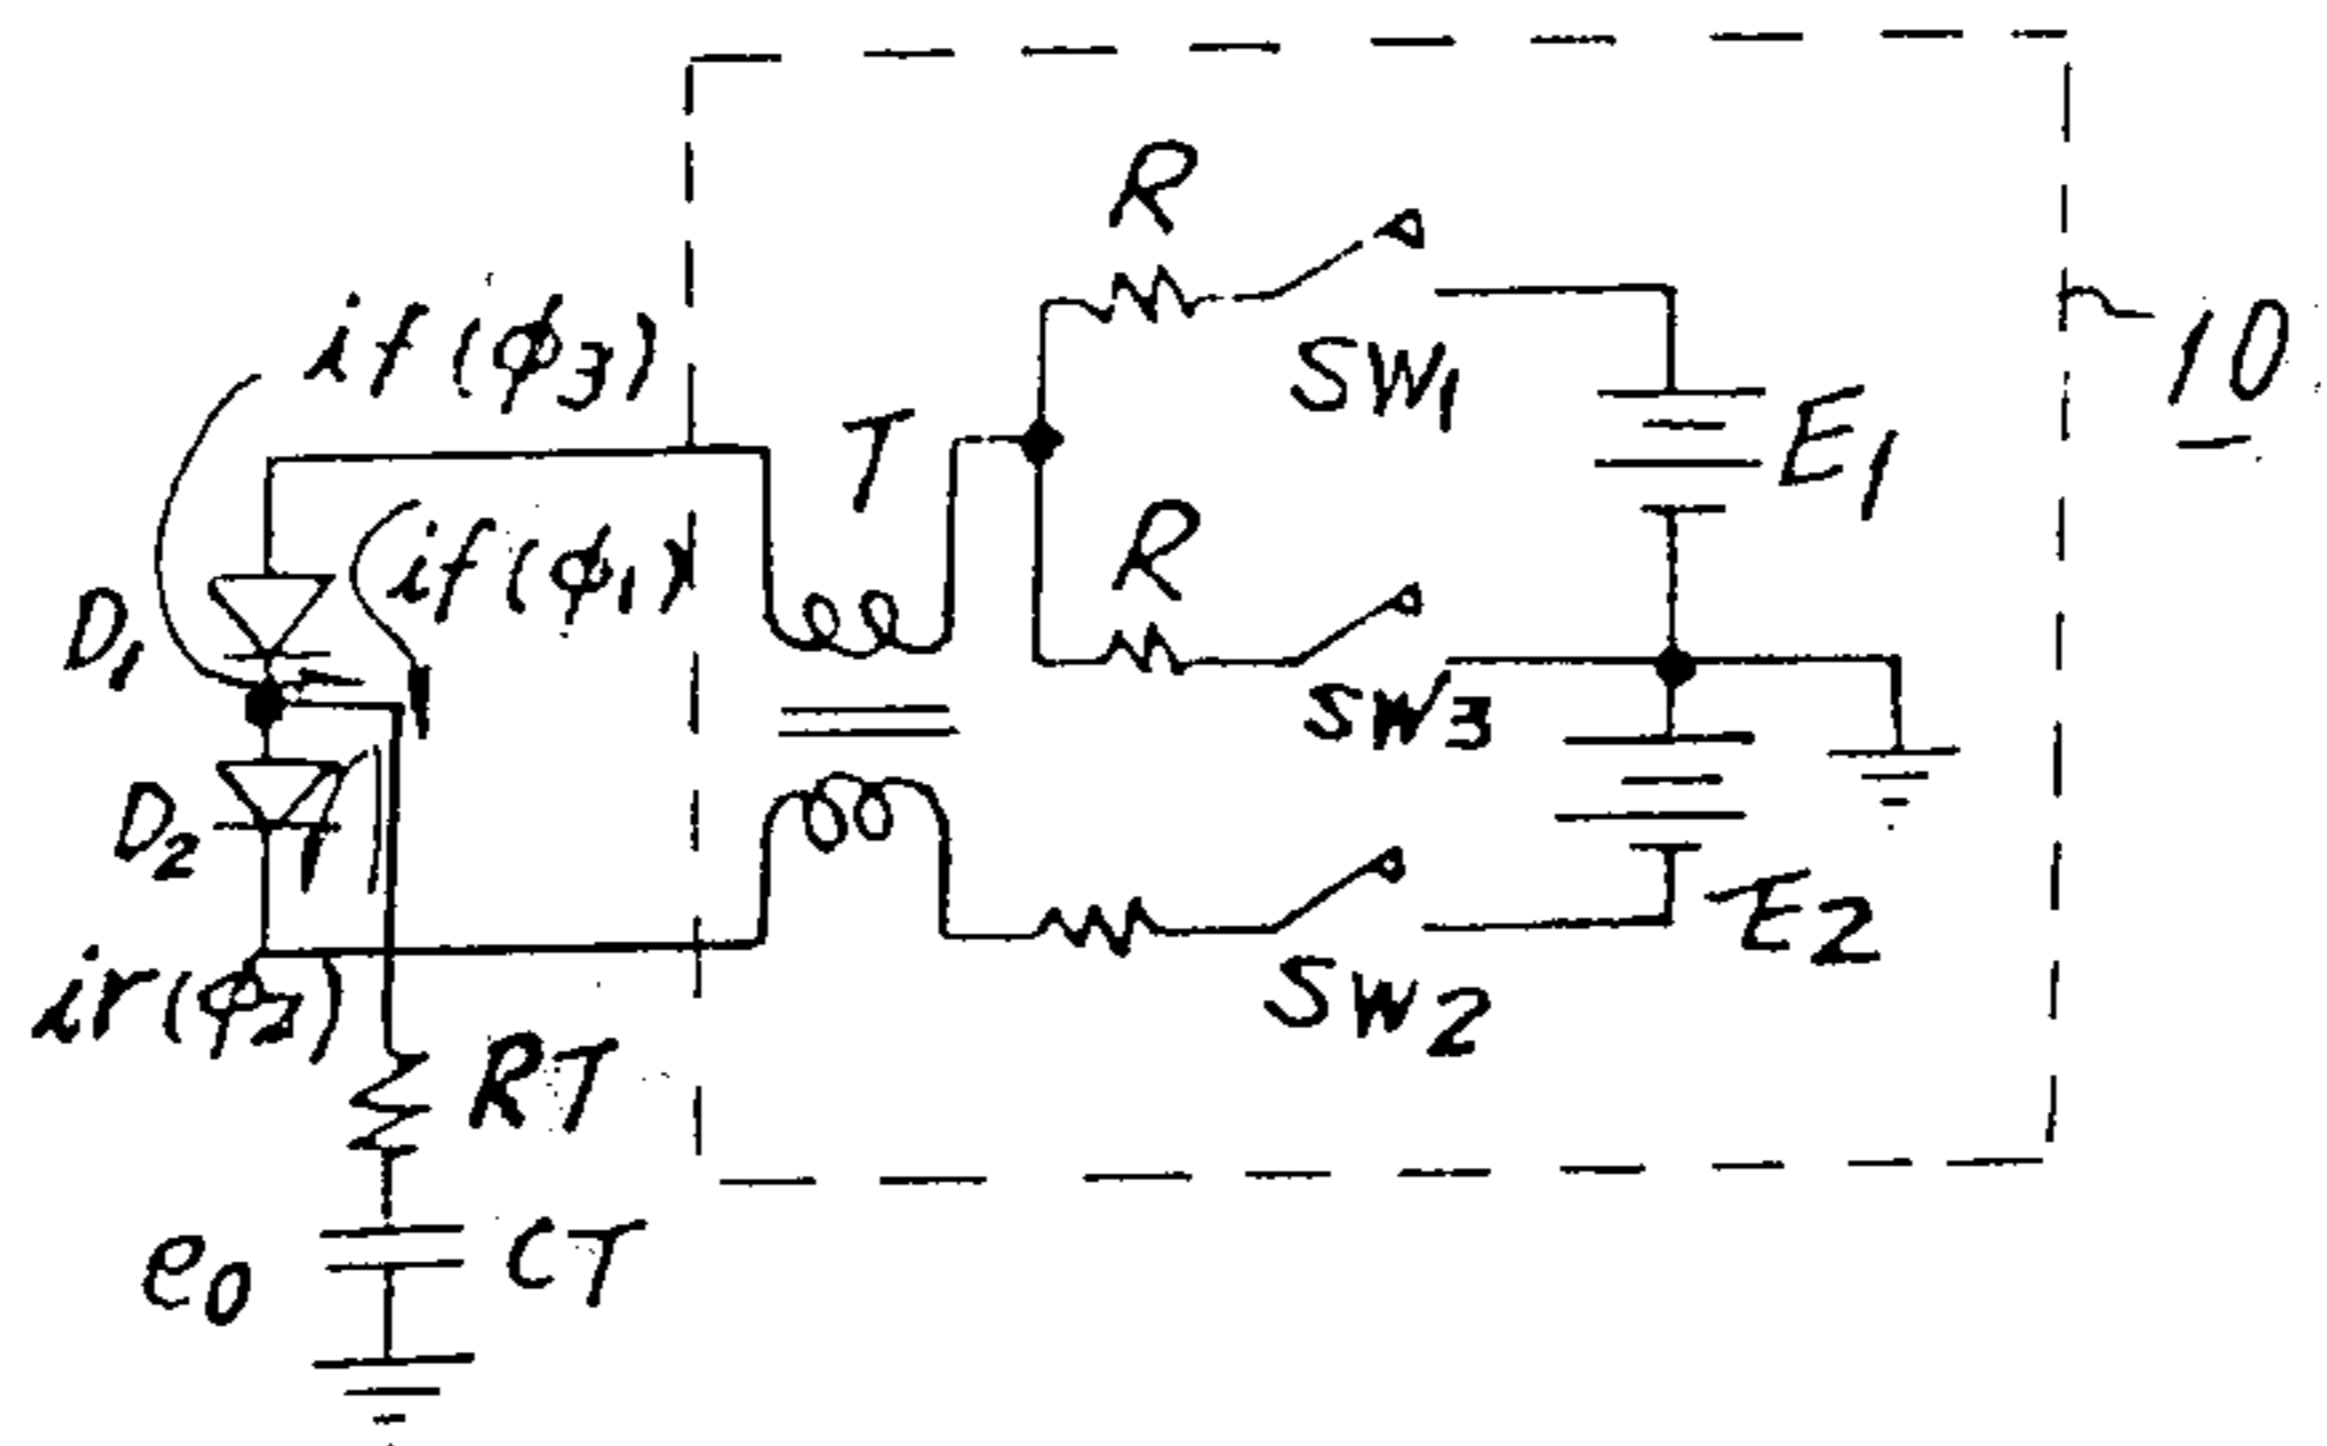 R
if(ϕ3)
SW1
10
T
E1
R
if(ϕ1)
D1
SW3
D2
E2
ir(ϕ2)
SW2
RT
e0
CT